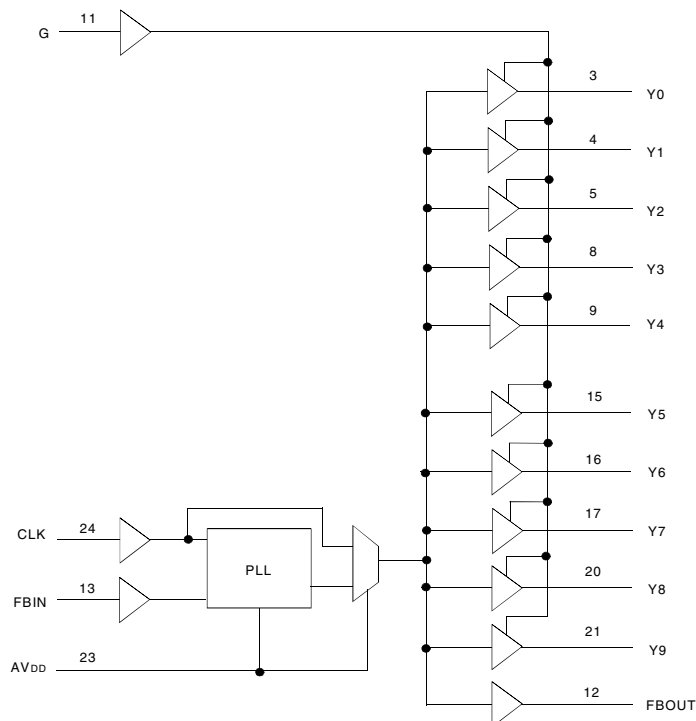 G 11
3 Y0
4 Y1
5 Y2
8 Y3
9 Y4
15 Y5
16 Y6
17 Y7
CLK 24
PLL
20 Y8
FBIN 13
21 Y9
AVDD 23
12 FBOUT